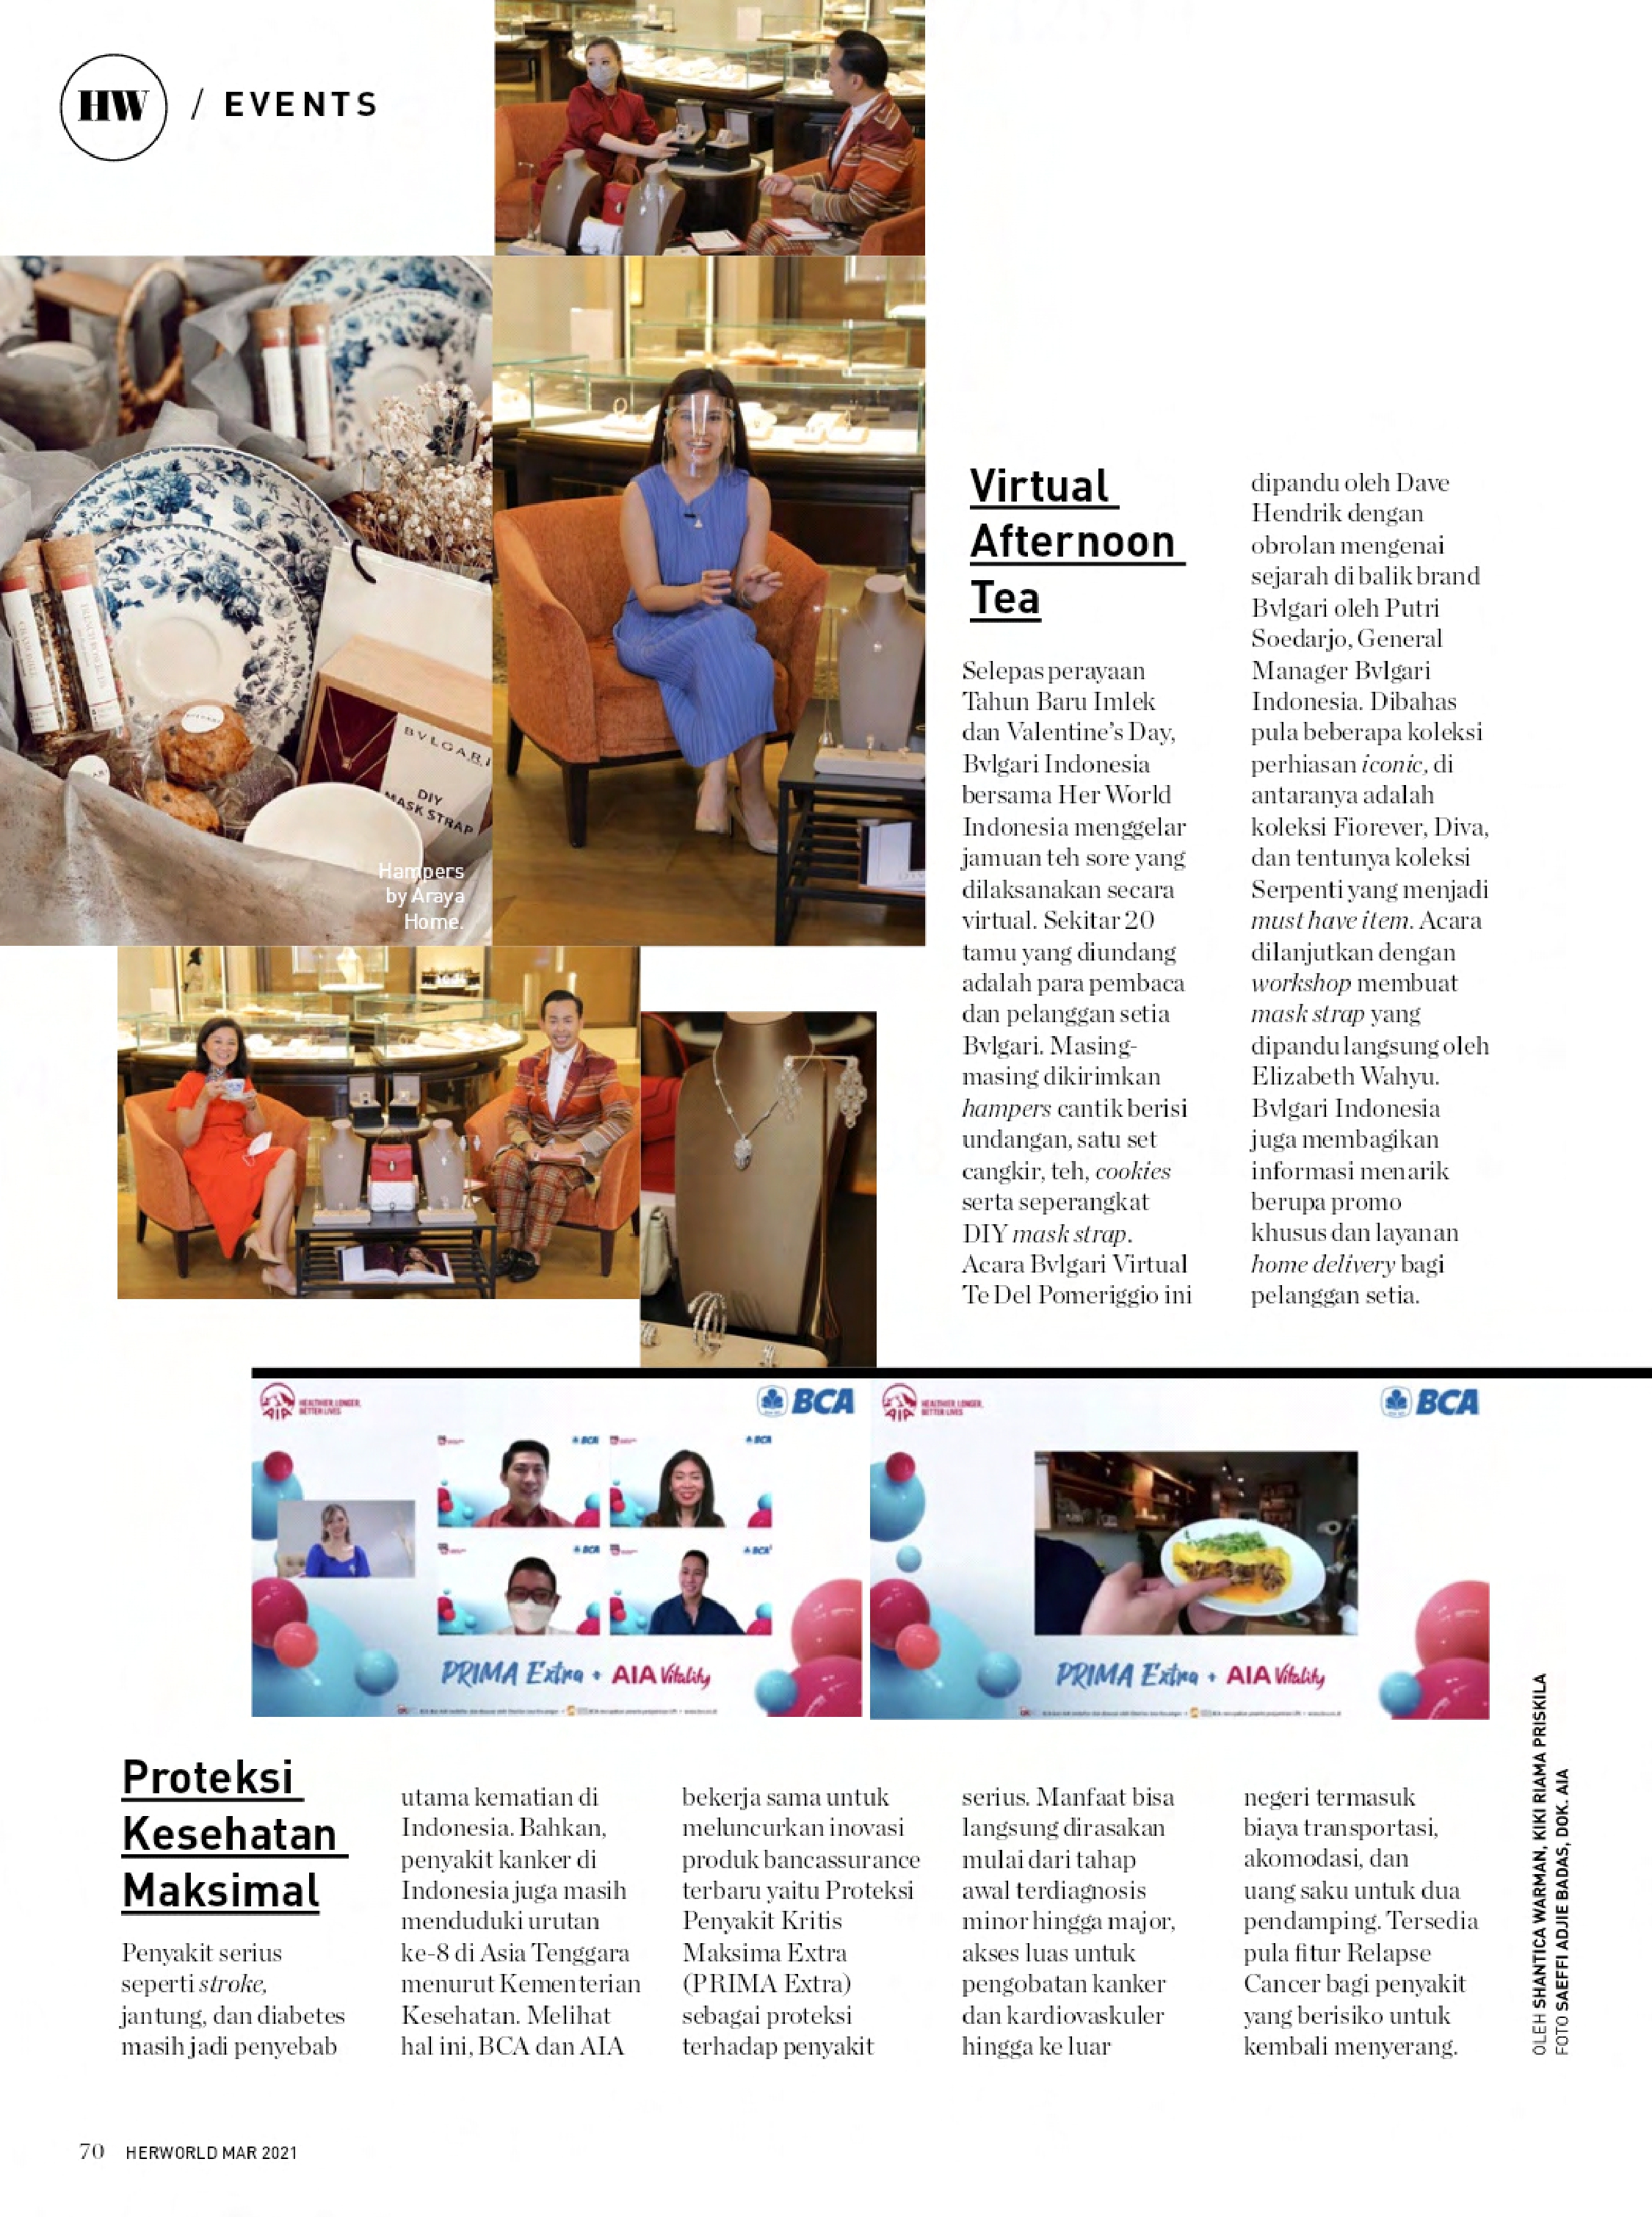 HW / EVENTS
BVLGARI
DIY
MASK STRAP
Hampers
by Araya
Home.
Virtual
Afternoon
Tea
Selepas perayaan
Tahun Baru Imlek
dan Valentine’s Day,
Bvlgari Indonesia
bersama Her World
Indonesia menggelar
jamuan teh sore yang
dilaksanakan secara
virtual. Sekitar 20
tamu yang diundang
adalah para pembaca
dan pelanggan setia
Bvlgari. Masing-
masing dikirimkan
hampers cantik berisi
undangan, satu set
cangkir, teh, cookies
serta seperangkat
DIY mask strap.
Acara Bvlgari Virtual
Te Del Pomeriggio ini
dipandu oleh Dave
Hendrik dengan
obrolan mengenai
sejarah di balik brand
Bvlgari oleh Putri
Soedarjo, General
Manager Bvlgari
Indonesia. Dibahas
pula beberapa koleksi
perhiasan iconic, di
antaranya adalah
koleksi Fiorever, Diva,
dan tentunya koleksi
Serpenti yang menjadi
must have item. Acara
dilanjutkan dengan
workshop membuat
mask strap yang
dipandu langsung oleh
Elizabeth Wahyu.
Bvlgari Indonesia
juga membagikan
informasi menarik
berupa promo
khusus dan layanan
home delivery bagi
pelanggan setia.
AIA
HEALTHIER, LONGER,
BETTER LIVES
BCA
BCA
BCA
BCA
BCA
PRIMA Extra + AIA Vitality
AIA
HEALTHIER, LONGER,
BETTER LIVES
BCA
PRIMA Extra + AIA Vitality
Proteksi
Kesehatan
Maksimal
Penyakit serius
seperti stroke,
jantung, dan diabetes
masih jadi penyebab
utama kematian di
Indonesia. Bahkan,
penyakit kanker di
Indonesia juga masih
menduduki urutan
ke-8 di Asia Tenggara
menurut Kementerian
Kesehatan. Melihat
hal ini, BCA dan AIA
bekerja sama untuk
meluncurkan inovasi
produk bancassurance
terbaru yaitu Proteksi
Penyakit Kritis
Maksima Extra
(PRIMA Extra)
sebagai proteksi
terhadap penyakit
serius. Manfaat bisa
langsung dirasakan
mulai dari tahap
awal terdiagnosis
minor hingga major,
akses luas untuk
pengobatan kanker
dan kardiovaskuler
hingga ke luar
negeri termasuk
biaya transportasi,
akomodasi, dan
uang saku untuk dua
pendamping. Tersedia
pula fitur Relapse
Cancer bagi penyakit
yang berisiko untuk
kembali menyerang.
OLEH SHANTICA WARMAN, KIKI RIAMA PRISKILA
FOTO SAEFFI ADJIE BADAS, DOK. AIA
70 HERWORLD MAR 2021